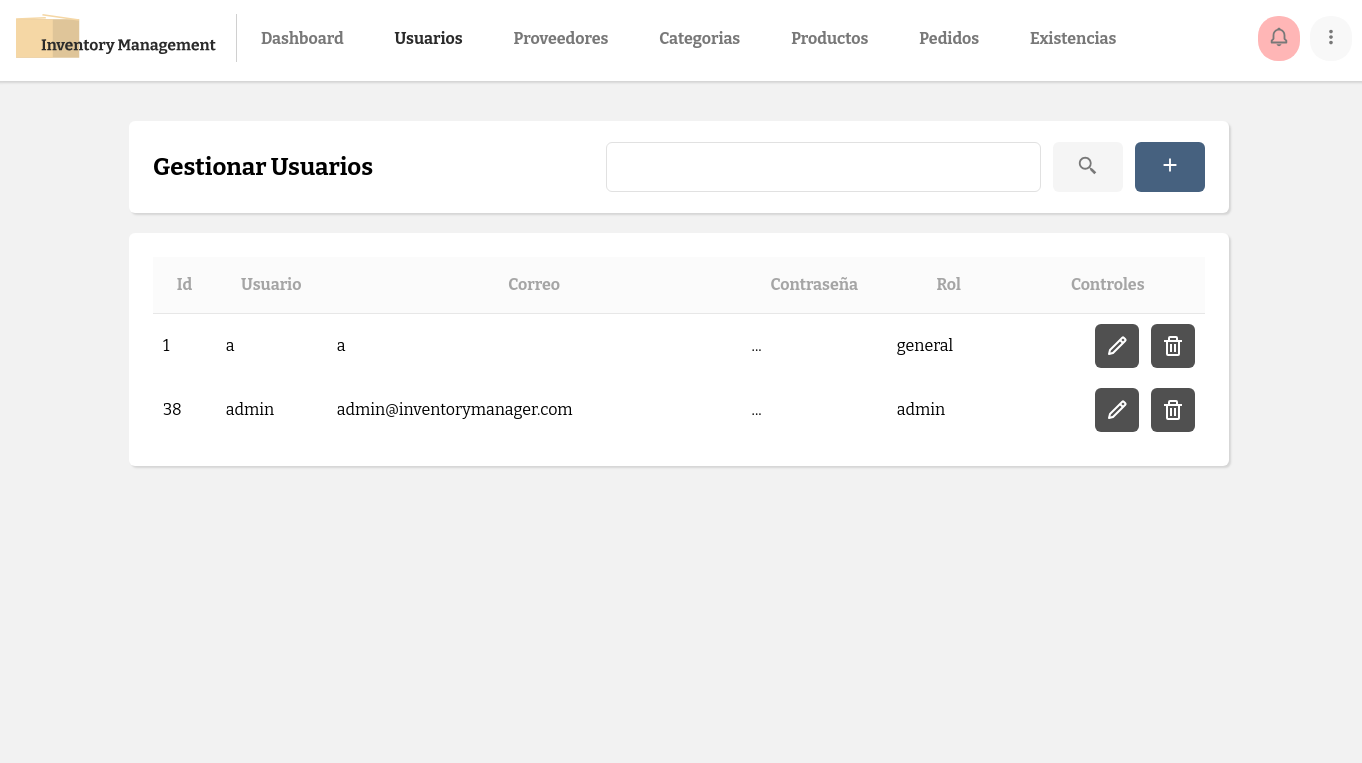 Inventory Management Dashboard Usuarios Proveedores Categorias Productos Pedidos Existencias
Gestionar Usuarios +
Id Usuario Correo Contraseña Rol Controles
1 a a ... general
38 admin admin@inventorymanager.com ... admin